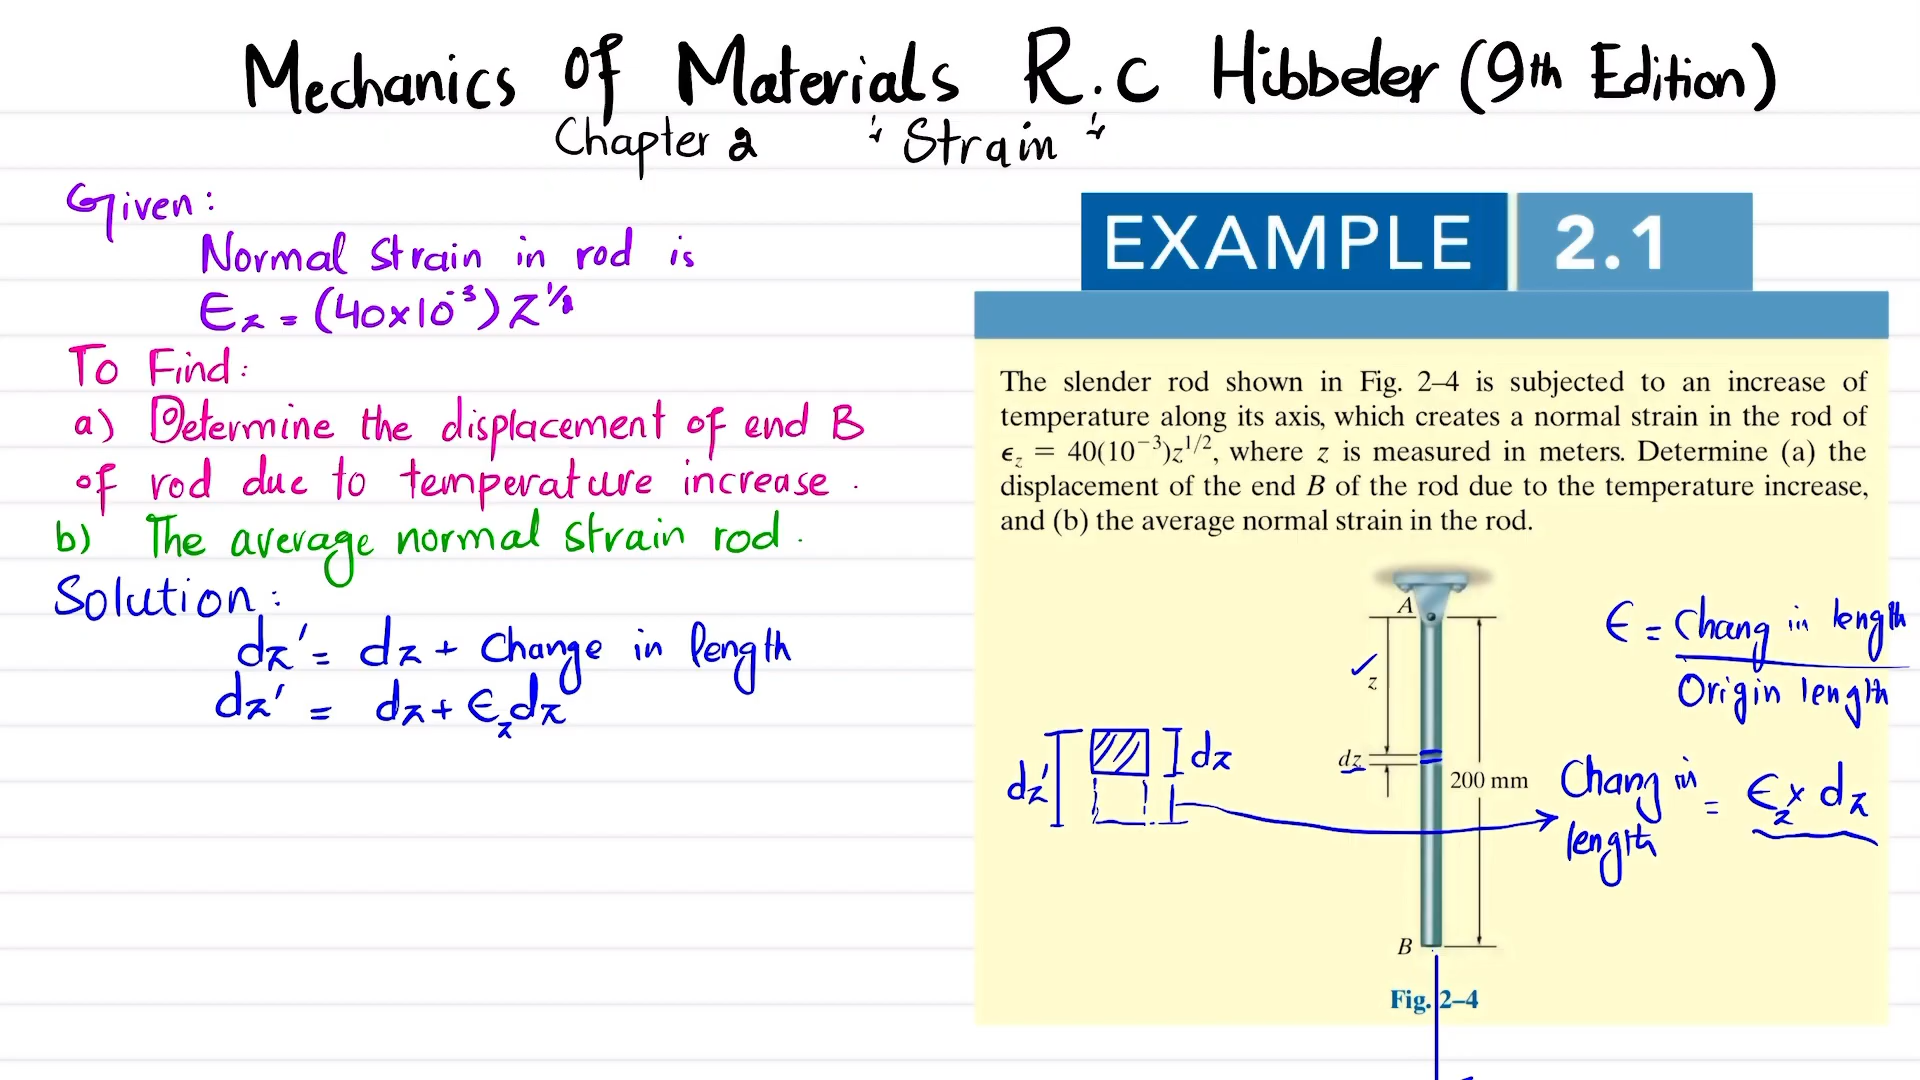 Mechanics of Materials R.C Hibbeler (9th Edition)
Chapter 2 "Strain"
Given:
Normal Strain in rod is
ϵz = (40x10⁻³) z^1/2
To Find:
a) Determine the displacement of end B
of rod due to temperature increase.
b) The average normal strain rod.
Solution:
dz' = dz + Change in length
dz' = dz + ϵz dz
EXAMPLE 2.1
The slender rod shown in Fig. 2–4 is subjected to an increase of
temperature along its axis, which creates a normal strain in the rod of
ϵz = 40(10⁻³)z^1/2, where z is measured in meters. Determine (a) the
displacement of the end B of the rod due to the temperature increase,
and (b) the average normal strain in the rod.
A
z
dz
200 mm
B
Fig. 2–4
ϵ = Chang in length
Origin length
dz'
dz
Chang in length = ϵz x dz